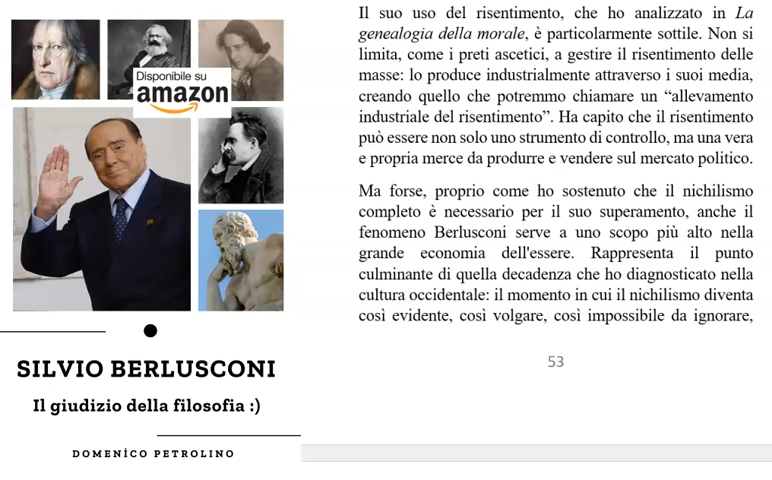 Disponibile su
amazon
SILVIO BERLUSCONI
Il giudizio della filosofia :)
DOMENİCO PETROLINO
Il suo uso del risentimento, che ho analizzato in La
genealogia della morale, è particolarmente sottile. Non si
limita, come i preti ascetici, a gestire il risentimento delle
masse: lo produce industrialmente attraverso i suoi media,
creando quello che potremmo chiamare un “allevamento
industriale del risentimento”. Ha capito che il risentimento
può essere non solo uno strumento di controllo, ma una vera
e propria merce da produrre e vendere sul mercato politico.
Ma forse, proprio come ho sostenuto che il nichilismo
completo è necessario per il suo superamento, anche il
fenomeno Berlusconi serve a uno scopo più alto nella
grande economia dell'essere. Rappresenta il punto
culminante di quella decadenza che ho diagnosticato nella
cultura occidentale: il momento in cui il nichilismo diventa
così evidente, così volgare, così impossibile da ignorare,
53